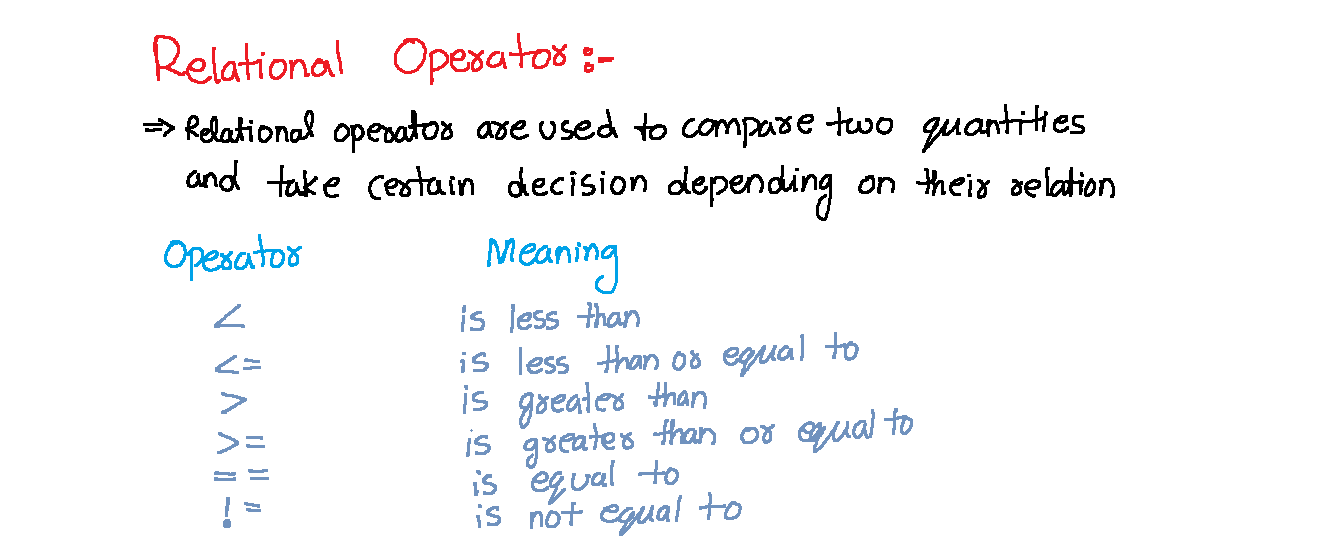 Relational Operator :-
⇒ Relational operator are used to compare two quantities
and take certain decision depending on their relation
Operator Meaning
< is less than
<= is less than or equal to
> is greater than
>= is greater than or equal to
== is equal to
!= is not equal to